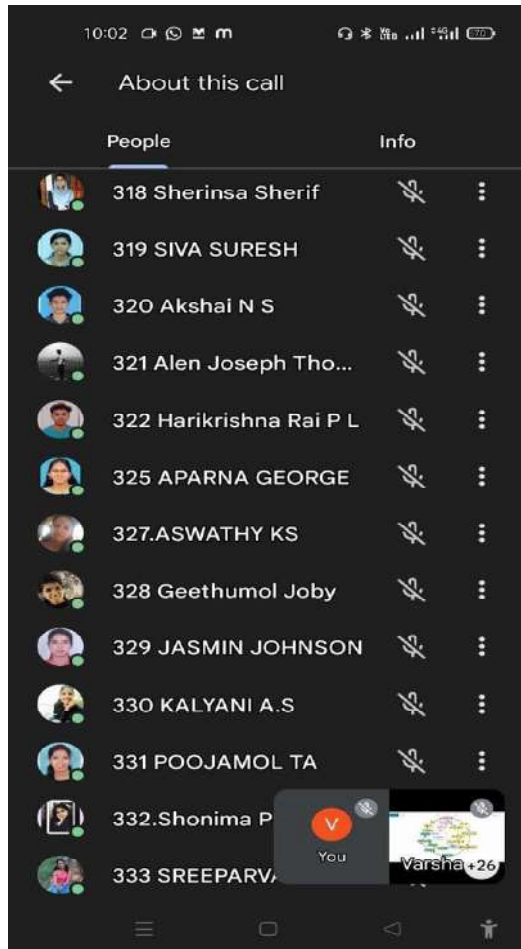 10:02
About this call
People Info
318 Sherinsa Sherif
319 SIVA SURESH
320 Akshai N S
321 Alen Joseph Tho...
322 Harikrishna Rai P L
325 APARNA GEORGE
327.ASWATHY KS
328 Geethumol Joby
329 JASMIN JOHNSON
330 KALYANI A.S
331 POOJAMOL TA
332.Shonima P
V
You
Varsha +26
333 SREEPARVA